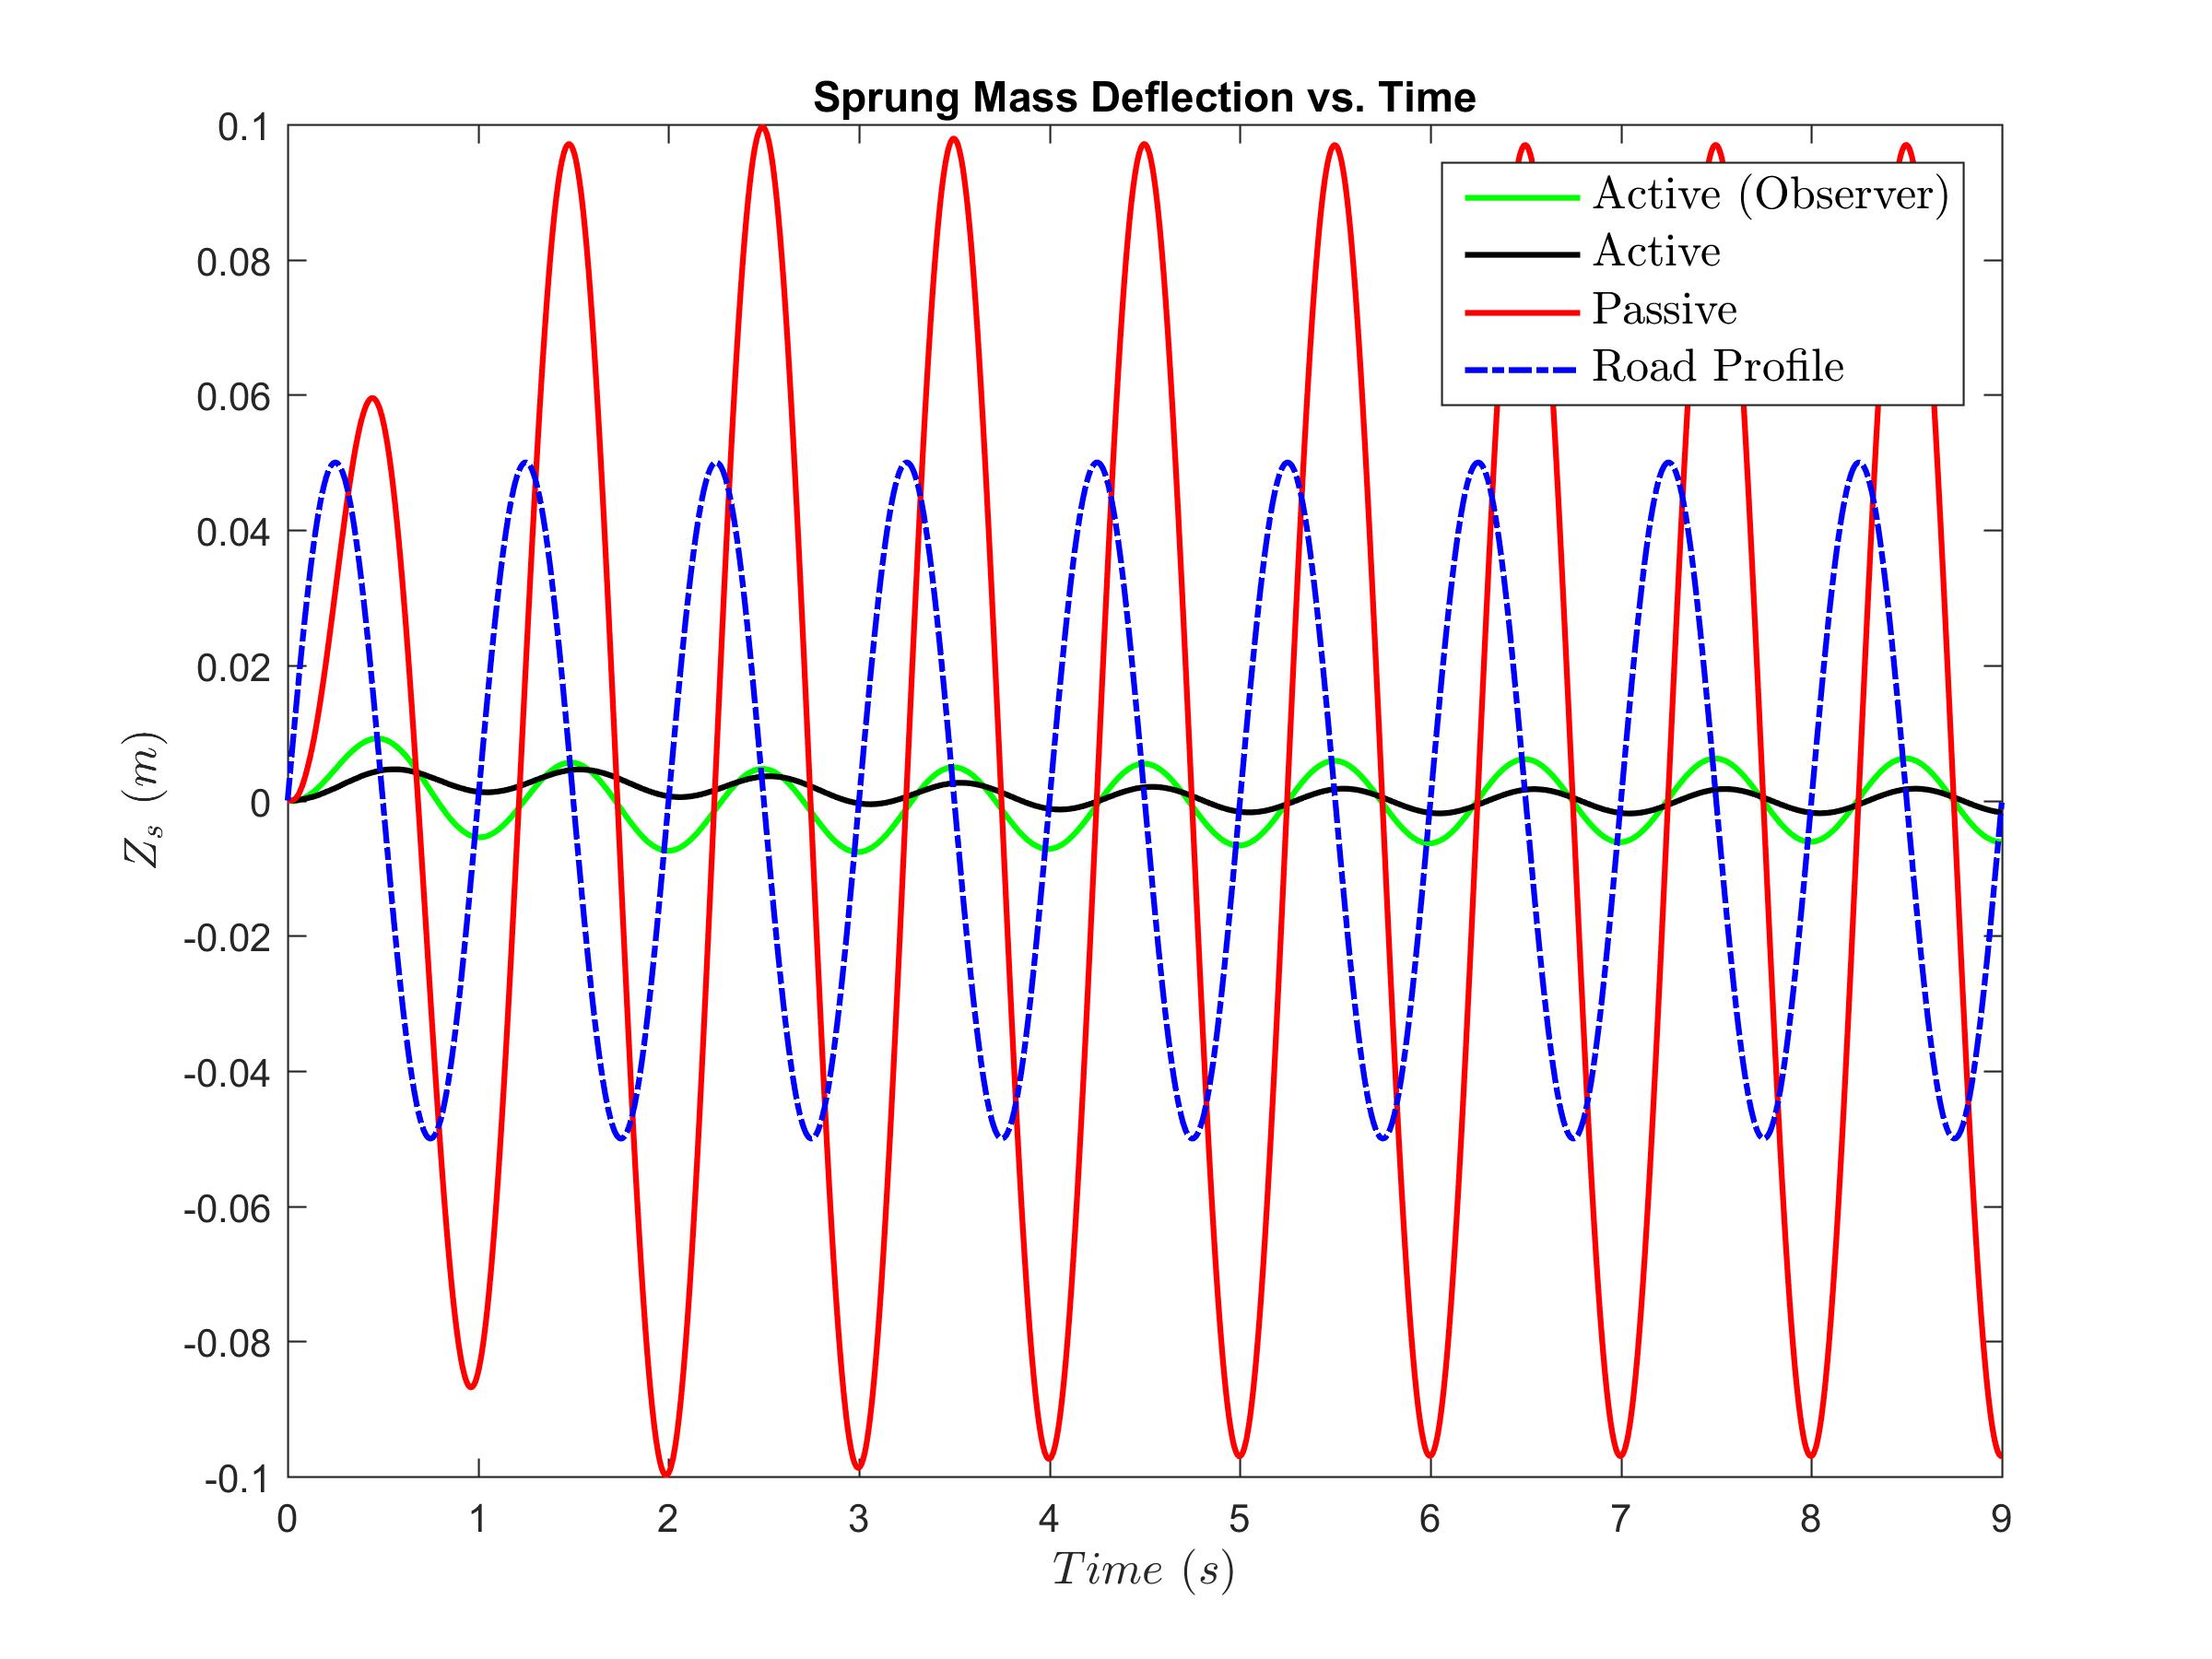 Sprung Mass Deflection vs. Time
0.1
0.08
0.06
0.04
0.02
0
-0.02
-0.04
-0.06
-0.08
-0.1
Z_s (m)
Active (Observer)
Active
Passive
Road Profile
0 1 2 3 4 5 6 7 8 9
Time (s)